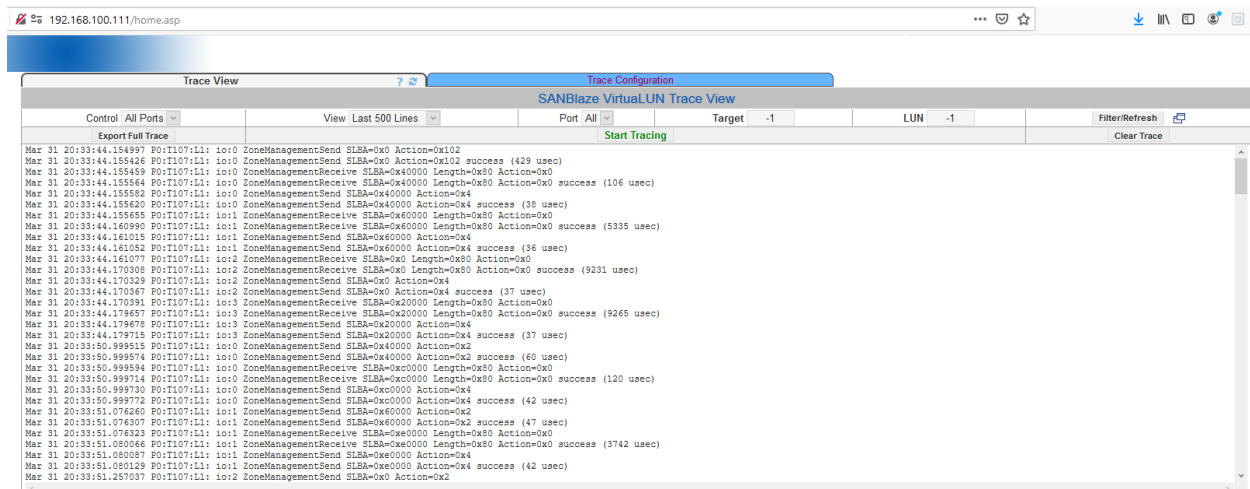 192.168.100.111/home.asp
Trace View ?
Trace Configuration
SANBlaze VirtuaLUN Trace View
Control All Ports View Last 500 Lines Port All Target -1 LUN -1 Filter/Refresh
Export Full Trace Start Tracing Clear Trace
Mar 31 20:33:44.154997 P0:T107:L1: io:0 ZoneManagementSend SLBA=0x0 Action=0x102
Mar 31 20:33:44.155426 P0:T107:L1: io:0 ZoneManagementSend SLBA=0x0 Action=0x102 success (429 usec)
Mar 31 20:33:44.155459 P0:T107:L1: io:0 ZoneManagementReceive SLBA=0x40000 Length=0x80 Action=0x0
Mar 31 20:33:44.155564 P0:T107:L1: io:0 ZoneManagementReceive SLBA=0x40000 Length=0x80 Action=0x0 success (106 usec)
Mar 31 20:33:44.155582 P0:T107:L1: io:0 ZoneManagementSend SLBA=0x40000 Action=0x4
Mar 31 20:33:44.155620 P0:T107:L1: io:0 ZoneManagementSend SLBA=0x40000 Action=0x4 success (38 usec)
Mar 31 20:33:44.155655 P0:T107:L1: io:1 ZoneManagementReceive SLBA=0x60000 Length=0x80 Action=0x0
Mar 31 20:33:44.160990 P0:T107:L1: io:1 ZoneManagementReceive SLBA=0x60000 Length=0x80 Action=0x0 success (5335 usec)
Mar 31 20:33:44.161015 P0:T107:L1: io:1 ZoneManagementSend SLBA=0x60000 Action=0x4
Mar 31 20:33:44.161052 P0:T107:L1: io:1 ZoneManagementSend SLBA=0x60000 Action=0x4 success (36 usec)
Mar 31 20:33:44.161077 P0:T107:L1: io:2 ZoneManagementReceive SLBA=0x0 Length=0x80 Action=0x0
Mar 31 20:33:44.170308 P0:T107:L1: io:2 ZoneManagementReceive SLBA=0x0 Length=0x80 Action=0x0 success (9231 usec)
Mar 31 20:33:44.170329 P0:T107:L1: io:2 ZoneManagementSend SLBA=0x0 Action=0x4
Mar 31 20:33:44.170367 P0:T107:L1: io:2 ZoneManagementSend SLBA=0x0 Action=0x4 success (37 usec)
Mar 31 20:33:44.170391 P0:T107:L1: io:3 ZoneManagementReceive SLBA=0x20000 Length=0x80 Action=0x0
Mar 31 20:33:44.179657 P0:T107:L1: io:3 ZoneManagementReceive SLBA=0x20000 Length=0x80 Action=0x0 success (9265 usec)
Mar 31 20:33:44.179678 P0:T107:L1: io:3 ZoneManagementSend SLBA=0x20000 Action=0x4
Mar 31 20:33:44.179715 P0:T107:L1: io:3 ZoneManagementSend SLBA=0x20000 Action=0x4 success (37 usec)
Mar 31 20:33:50.999515 P0:T107:L1: io:0 ZoneManagementSend SLBA=0x40000 Action=0x2
Mar 31 20:33:50.999574 P0:T107:L1: io:0 ZoneManagementSend SLBA=0x40000 Action=0x2 success (60 usec)
Mar 31 20:33:50.999594 P0:T107:L1: io:0 ZoneManagementReceive SLBA=0xc0000 Length=0x80 Action=0x0
Mar 31 20:33:50.999714 P0:T107:L1: io:0 ZoneManagementReceive SLBA=0xc0000 Length=0x80 Action=0x0 success (120 usec)
Mar 31 20:33:50.999730 P0:T107:L1: io:0 ZoneManagementSend SLBA=0xc0000 Action=0x4
Mar 31 20:33:50.999772 P0:T107:L1: io:0 ZoneManagementSend SLBA=0xc0000 Action=0x4 success (42 usec)
Mar 31 20:33:51.076260 P0:T107:L1: io:1 ZoneManagementSend SLBA=0x60000 Action=0x2
Mar 31 20:33:51.076307 P0:T107:L1: io:1 ZoneManagementSend SLBA=0x60000 Action=0x2 success (47 usec)
Mar 31 20:33:51.076323 P0:T107:L1: io:1 ZoneManagementReceive SLBA=0xe0000 Length=0x80 Action=0x0
Mar 31 20:33:51.080066 P0:T107:L1: io:1 ZoneManagementReceive SLBA=0xe0000 Length=0x80 Action=0x0 success (3742 usec)
Mar 31 20:33:51.080087 P0:T107:L1: io:1 ZoneManagementSend SLBA=0xe0000 Action=0x4
Mar 31 20:33:51.080129 P0:T107:L1: io:1 ZoneManagementSend SLBA=0xe0000 Action=0x4 success (42 usec)
Mar 31 20:33:51.257037 P0:T107:L1: io:2 ZoneManagementSend SLBA=0x0 Action=0x2